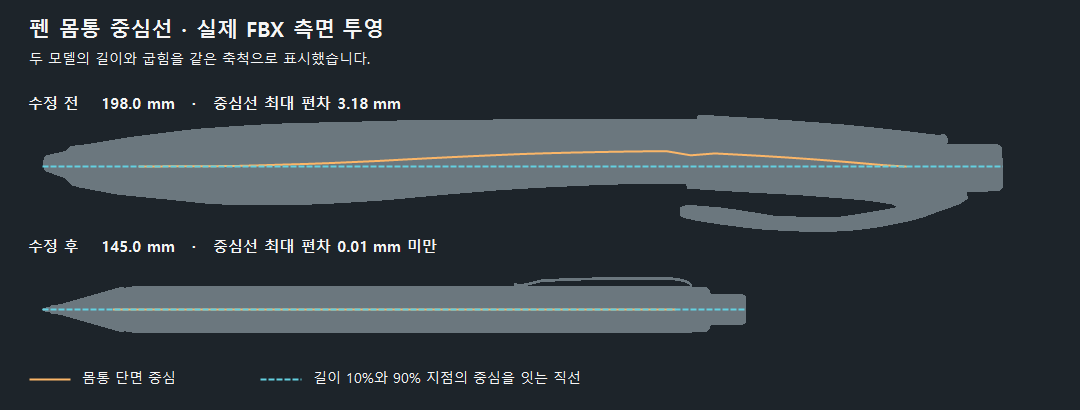 펜 몸통 중심선 · 실제 FBX 측면 투영
두 모델의 길이와 굽힘을 같은 축척으로 표시했습니다.
수정 전 198.0 mm · 중심선 최대 편차 3.18 mm
수정 후 145.0 mm · 중심선 최대 편차 0.01 mm 미만
몸통 단면 중심 길이 10%와 90% 지점의 중심을 잇는 직선